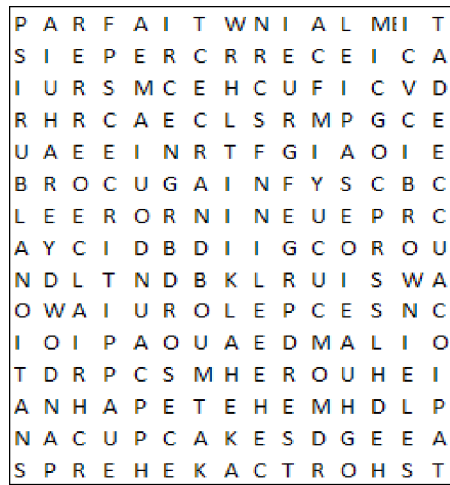 P A R F A I T W N I A L M E I T
S I E P E R C R R E C E I C A
I U R S M C E H C U F I C V D
R H R C A E C L S R M P G C E
U A E E I N R T F G I A O I E
B R O C U G A I N F Y S C B C
L E E R O R N I N E U E P R C
A Y C I D B D I I G C O R O U
N D L T N D B K L R U I S W A
O W A I U R O L E P C E S N C
I O I P A O U A E D M A L I O
T D R P C S M H E R O U H E I
A N H A P E T E H E M H D L P
N A C U P C A K E S D G E E A
S P R E H E K A C T R O H S T